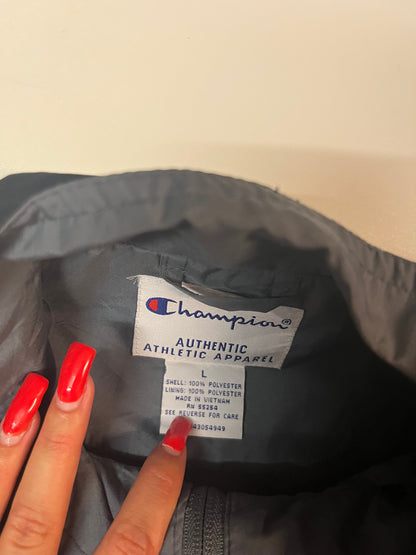 Champion®
AUTHENTIC
ATHLETIC APPAREL
L
SHELL: 100% POLYESTER
LINING: 100% POLYESTER
MADE IN VIETNAM
RN 55284
SEE REVERSE FOR CARE